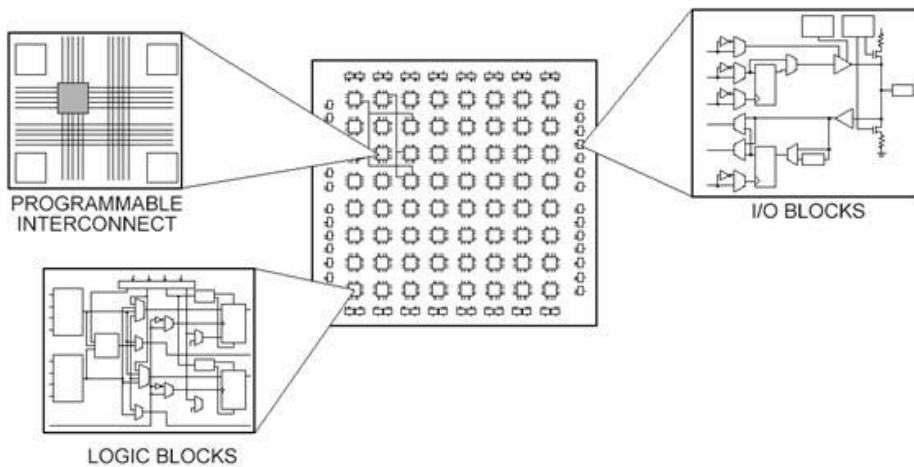 PROGRAMMABLE
INTERCONNECT
I/O BLOCKS
LOGIC BLOCKS